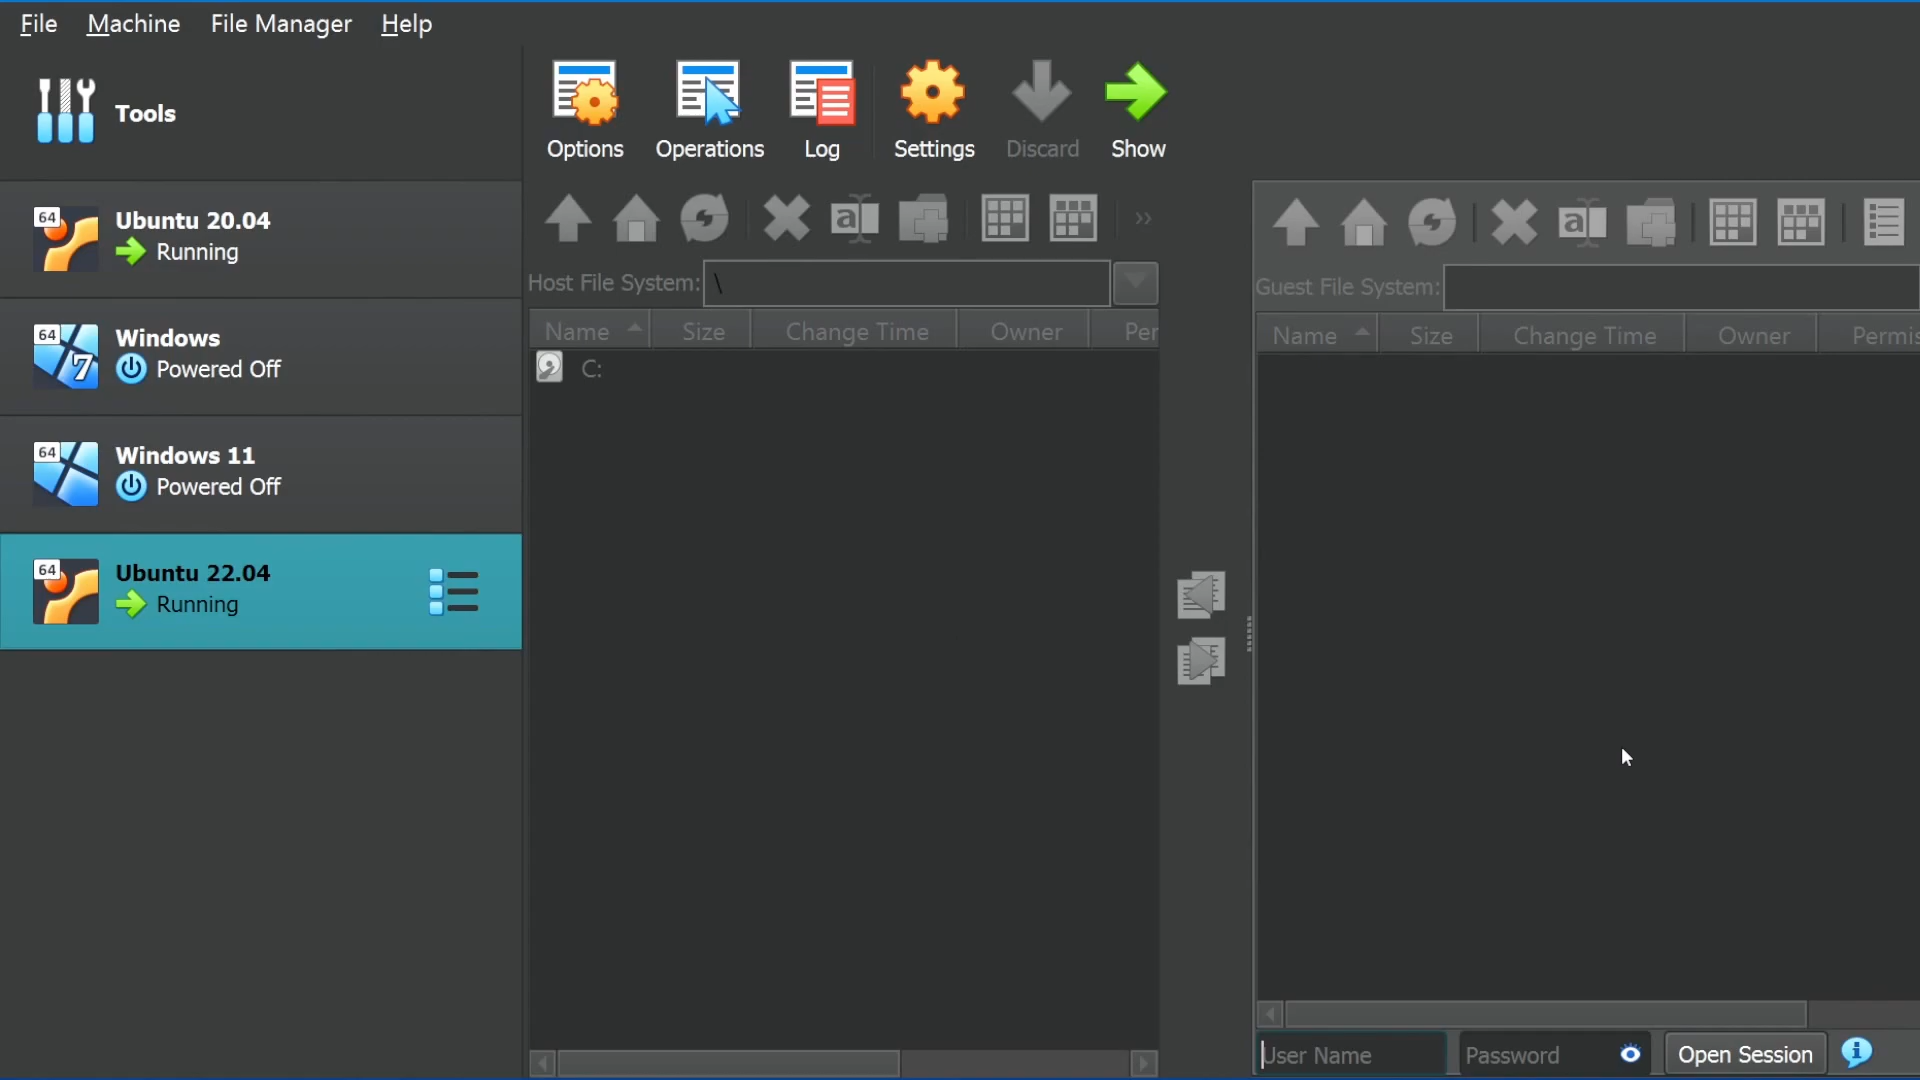 File Machine File Manager Help
Tools
Options Operations Log Settings Discard Show
64 Ubuntu 20.04
Running
Host File System: \
Guest File System:
Name Size Change Time Owner Per
Name Size Change Time Owner Permis
C:
64 Windows
7 Powered Off
64 Windows 11
Powered Off
64 Ubuntu 22.04
Running
User Name Password Open Session